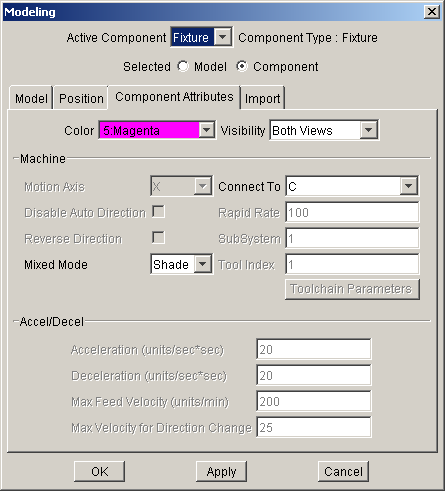 Modeling
Active Component Fixture Component Type : Fixture
Selected Model Component
Model Position Component Attributes Import
Color 5:Magenta Visibility Both Views
Machine
Motion Axis X Connect To C
Disable Auto Direction Rapid Rate 100
Reverse Direction SubSystem 1
Mixed Mode Shade Tool Index 1
Toolchain Parameters
Accel/Decel
Acceleration (units/sec*sec) 20
Deceleration (units/sec*sec) 20
Max Feed Velocity (units/min) 200
Max Velocity for Direction Change 25
OK Apply Cancel